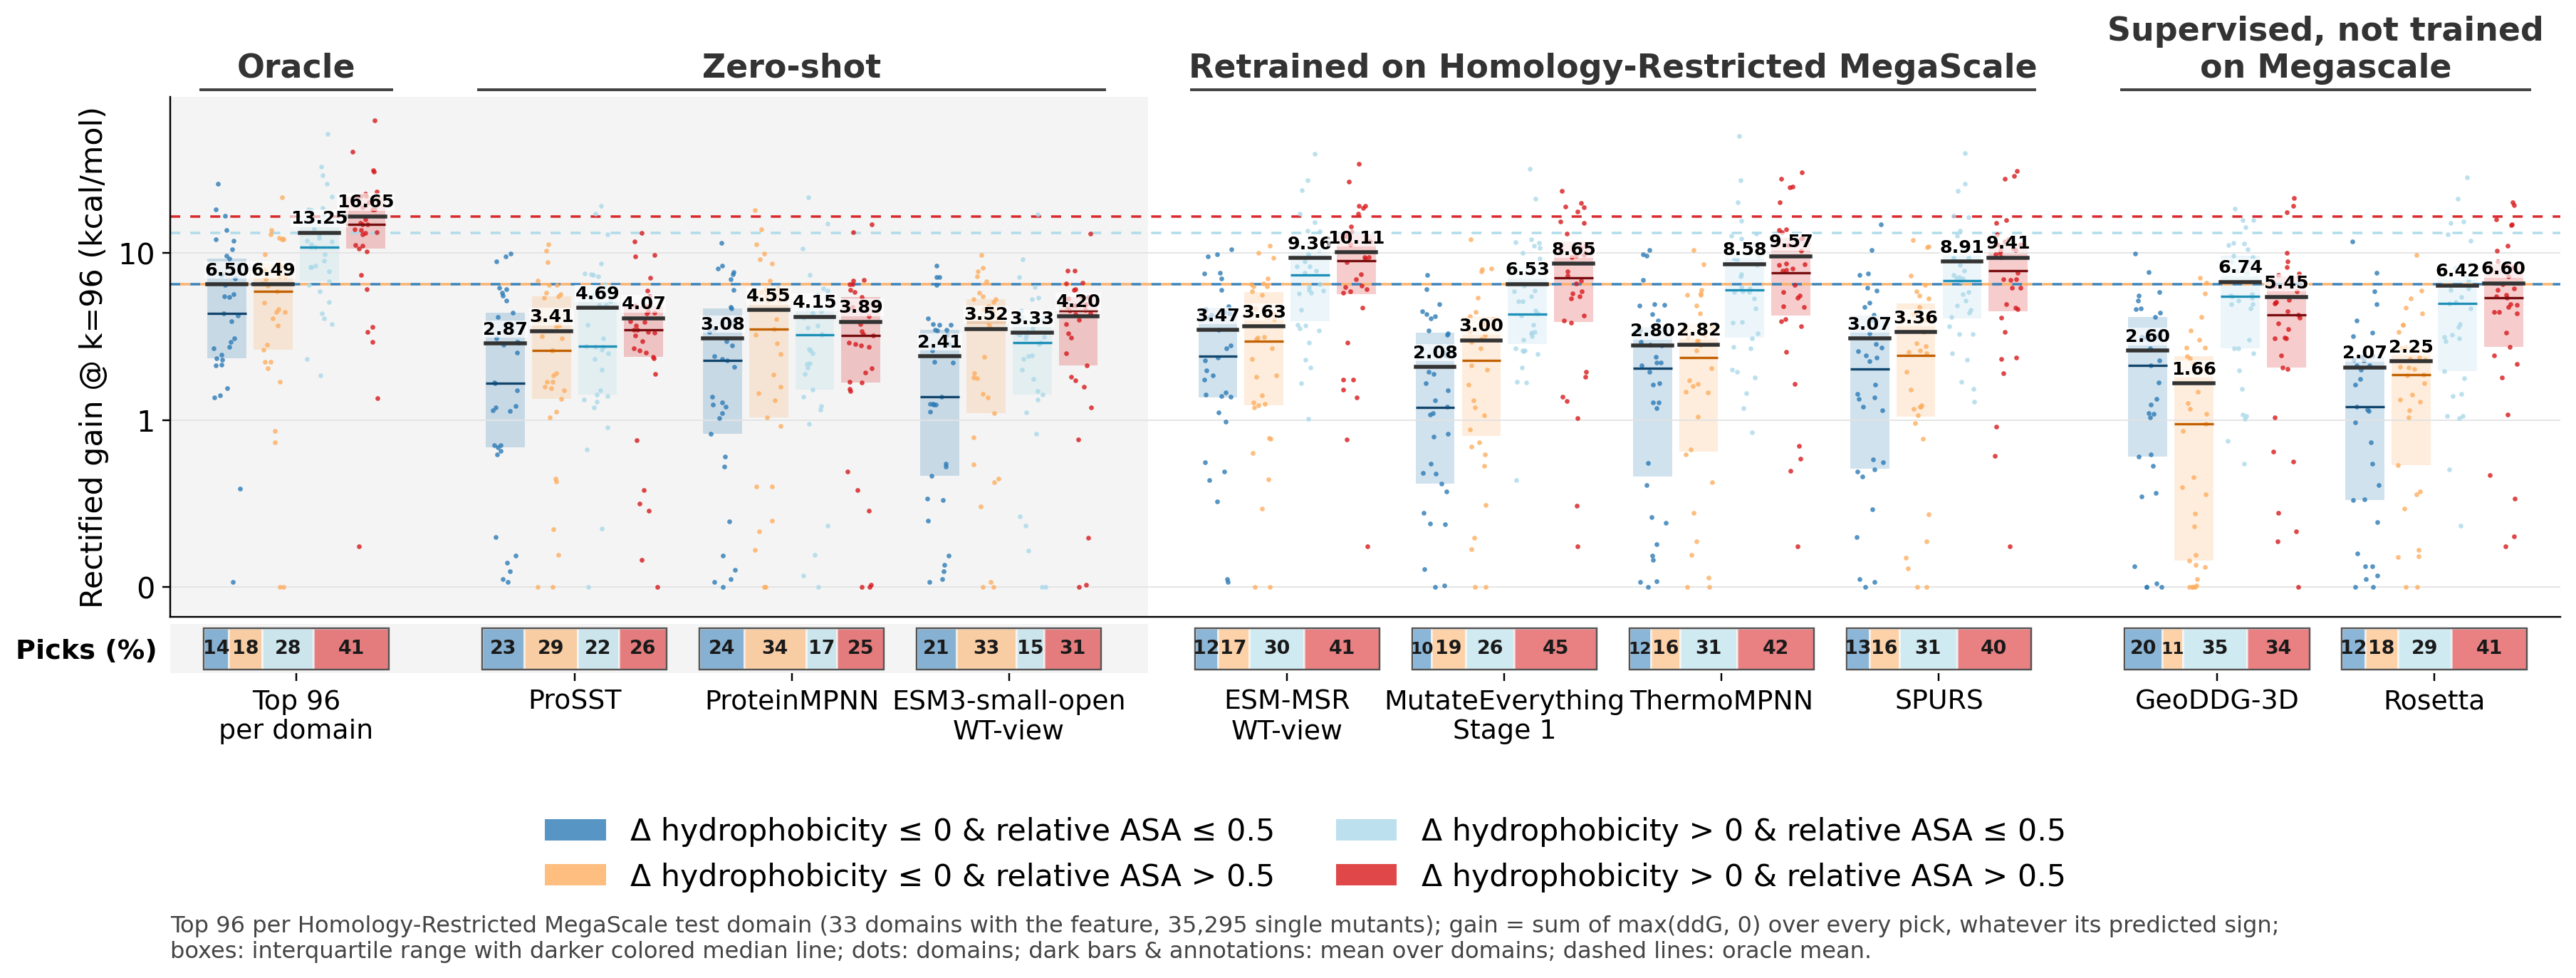 Oracle
Zero-shot
Retrained on Homology-Restricted MegaScale
Supervised, not trained
on Megascale
Rectified gain @ k=96 (kcal/mol)
10
1
0
6.50 6.49 13.25 16.65
2.87 3.41 4.69 4.07
3.08 4.55 4.15 3.89
2.41 3.52 3.33 4.20
3.47 3.63 9.36 10.11
2.08 3.00 6.53 8.65
2.80 2.82 8.58 9.57
3.07 3.36 8.91 9.41
2.60 1.66 6.74 5.45
2.07 2.25 6.42 6.60
Picks (%)
14 18 28 41
23 29 22 26
24 34 17 25
21 33 15 31
12 17 30 41
10 19 26 45
12 16 31 42
13 16 31 40
20 11 35 34
12 18 29 41
Top 96
per domain
ProSST
ProteinMPNN
ESM3-small-open
WT-view
ESM-MSR
WT-view
MutateEverything
Stage 1
ThermoMPNN
SPURS
GeoDDG-3D
Rosetta
Δ hydrophobicity ≤ 0 & relative ASA ≤ 0.5
Δ hydrophobicity ≤ 0 & relative ASA > 0.5
Δ hydrophobicity > 0 & relative ASA ≤ 0.5
Δ hydrophobicity > 0 & relative ASA > 0.5
Top 96 per Homology-Restricted MegaScale test domain (33 domains with the feature, 35,295 single mutants); gain = sum of max(ddG, 0) over every pick, whatever its predicted sign;
boxes: interquartile range with darker colored median line; dots: domains; dark bars & annotations: mean over domains; dashed lines: oracle mean.